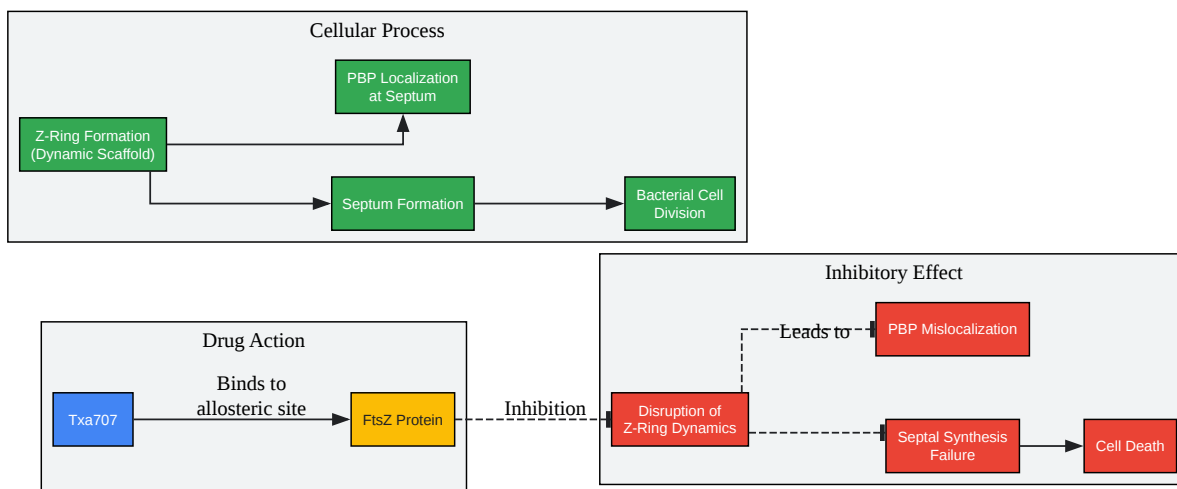 Cellular Process
PBP Localization
at Septum
Z-Ring Formation
(Dynamic Scaffold)
Septum Formation
Bacterial Cell
Division
Inhibitory Effect
Leads to
PBP Mislocalization
Drug Action
Binds to
allosteric site
Txa707
FtsZ Protein
Inhibition
Disruption of
Z-Ring Dynamics
Septal Synthesis
Failure
Cell Death